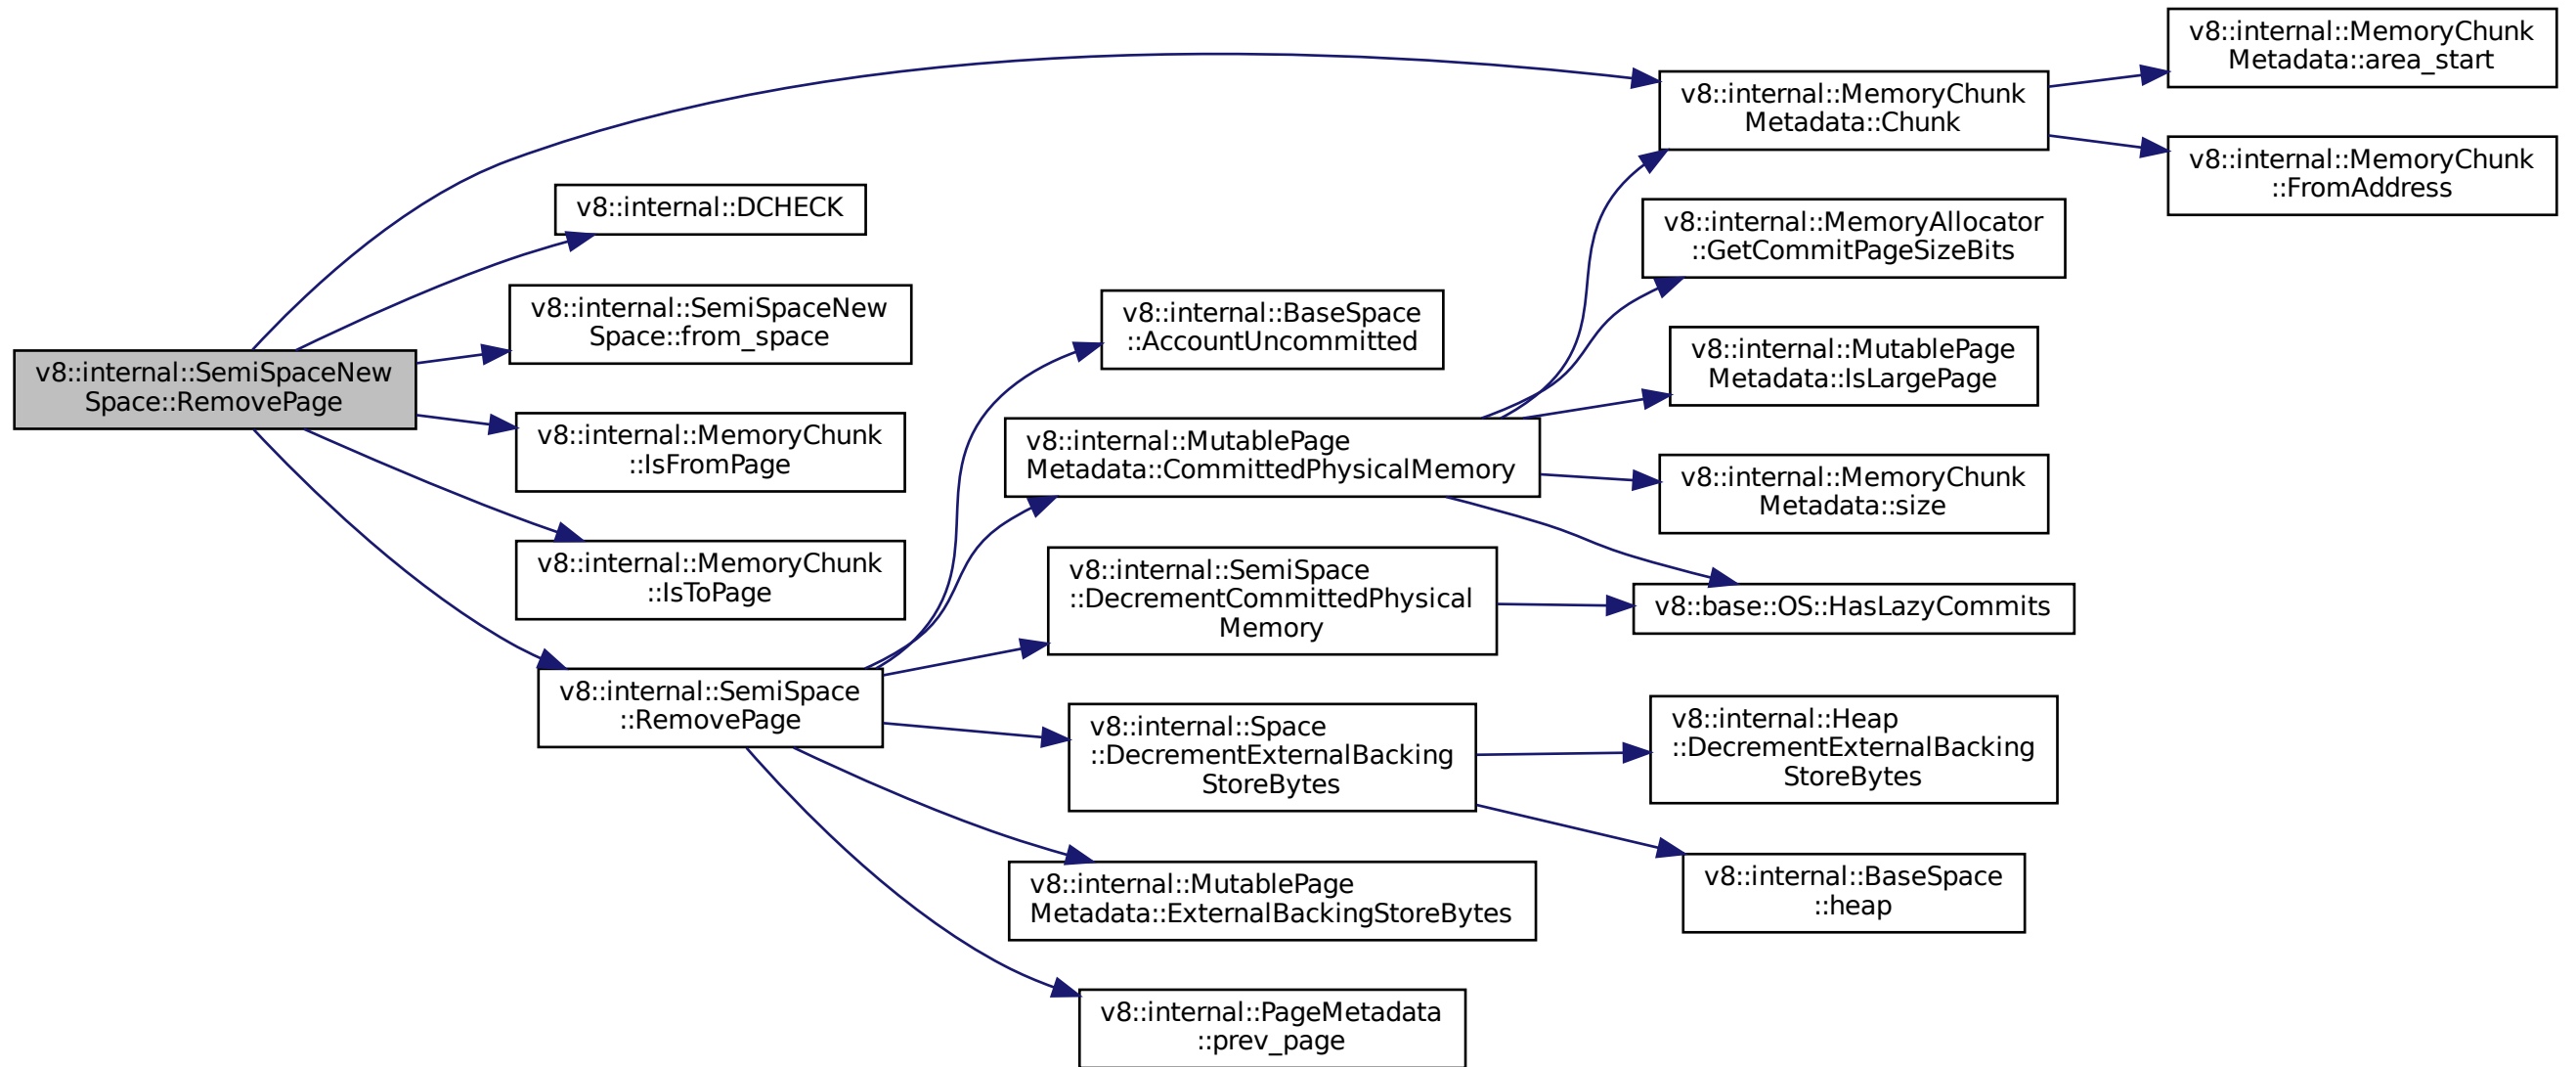 v8::internal::SemiSpaceNew
Space::RemovePage
v8::internal::DCHECK
v8::internal::SemiSpaceNew
Space::from_space
v8::internal::MemoryChunk
::IsFromPage
v8::internal::MemoryChunk
::IsToPage
v8::internal::SemiSpace
::RemovePage
v8::internal::BaseSpace
::AccountUncommitted
v8::internal::MutablePage
Metadata::CommittedPhysicalMemory
v8::internal::SemiSpace
::DecrementCommittedPhysical
Memory
v8::internal::Space
::DecrementExternalBacking
StoreBytes
v8::internal::MutablePage
Metadata::ExternalBackingStoreBytes
v8::internal::PageMetadata
::prev_page
v8::internal::MemoryChunk
Metadata::Chunk
v8::internal::MemoryAllocator
::GetCommitPageSizeBits
v8::internal::MutablePage
Metadata::IsLargePage
v8::internal::MemoryChunk
Metadata::size
v8::base::OS::HasLazyCommits
v8::internal::Heap
::DecrementExternalBacking
StoreBytes
v8::internal::BaseSpace
::heap
v8::internal::MemoryChunk
Metadata::area_start
v8::internal::MemoryChunk
::FromAddress